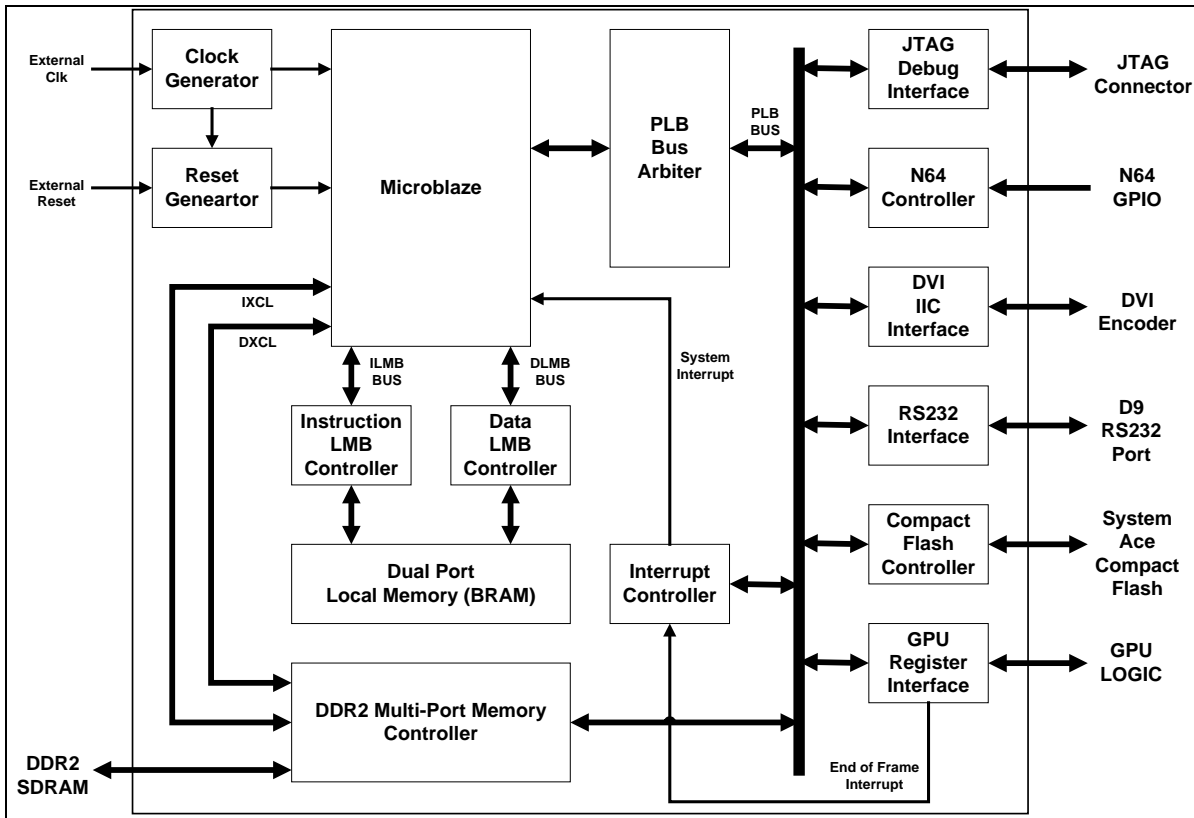 External
Clk
Clock
Generator
External
Reset
Reset
Geneartor
Microblaze
PLB
Bus
Arbiter
PLB
BUS
JTAG
Debug
Interface
JTAG
Connector
N64
Controller
N64
GPIO
DVI
IIC
Interface
DVI
Encoder
RS232
Interface
D9
RS232
Port
Compact
Flash
Controller
System
Ace
Compact
Flash
GPU
Register
Interface
GPU
LOGIC
IXCL
DXCL
ILMB
BUS
DLMB
BUS
System
Interrupt
Instruction
LMB
Controller
Data
LMB
Controller
Dual Port
Local Memory (BRAM)
Interrupt
Controller
DDR2 Multi-Port Memory
Controller
DDR2
SDRAM
End of Frame
Interrupt